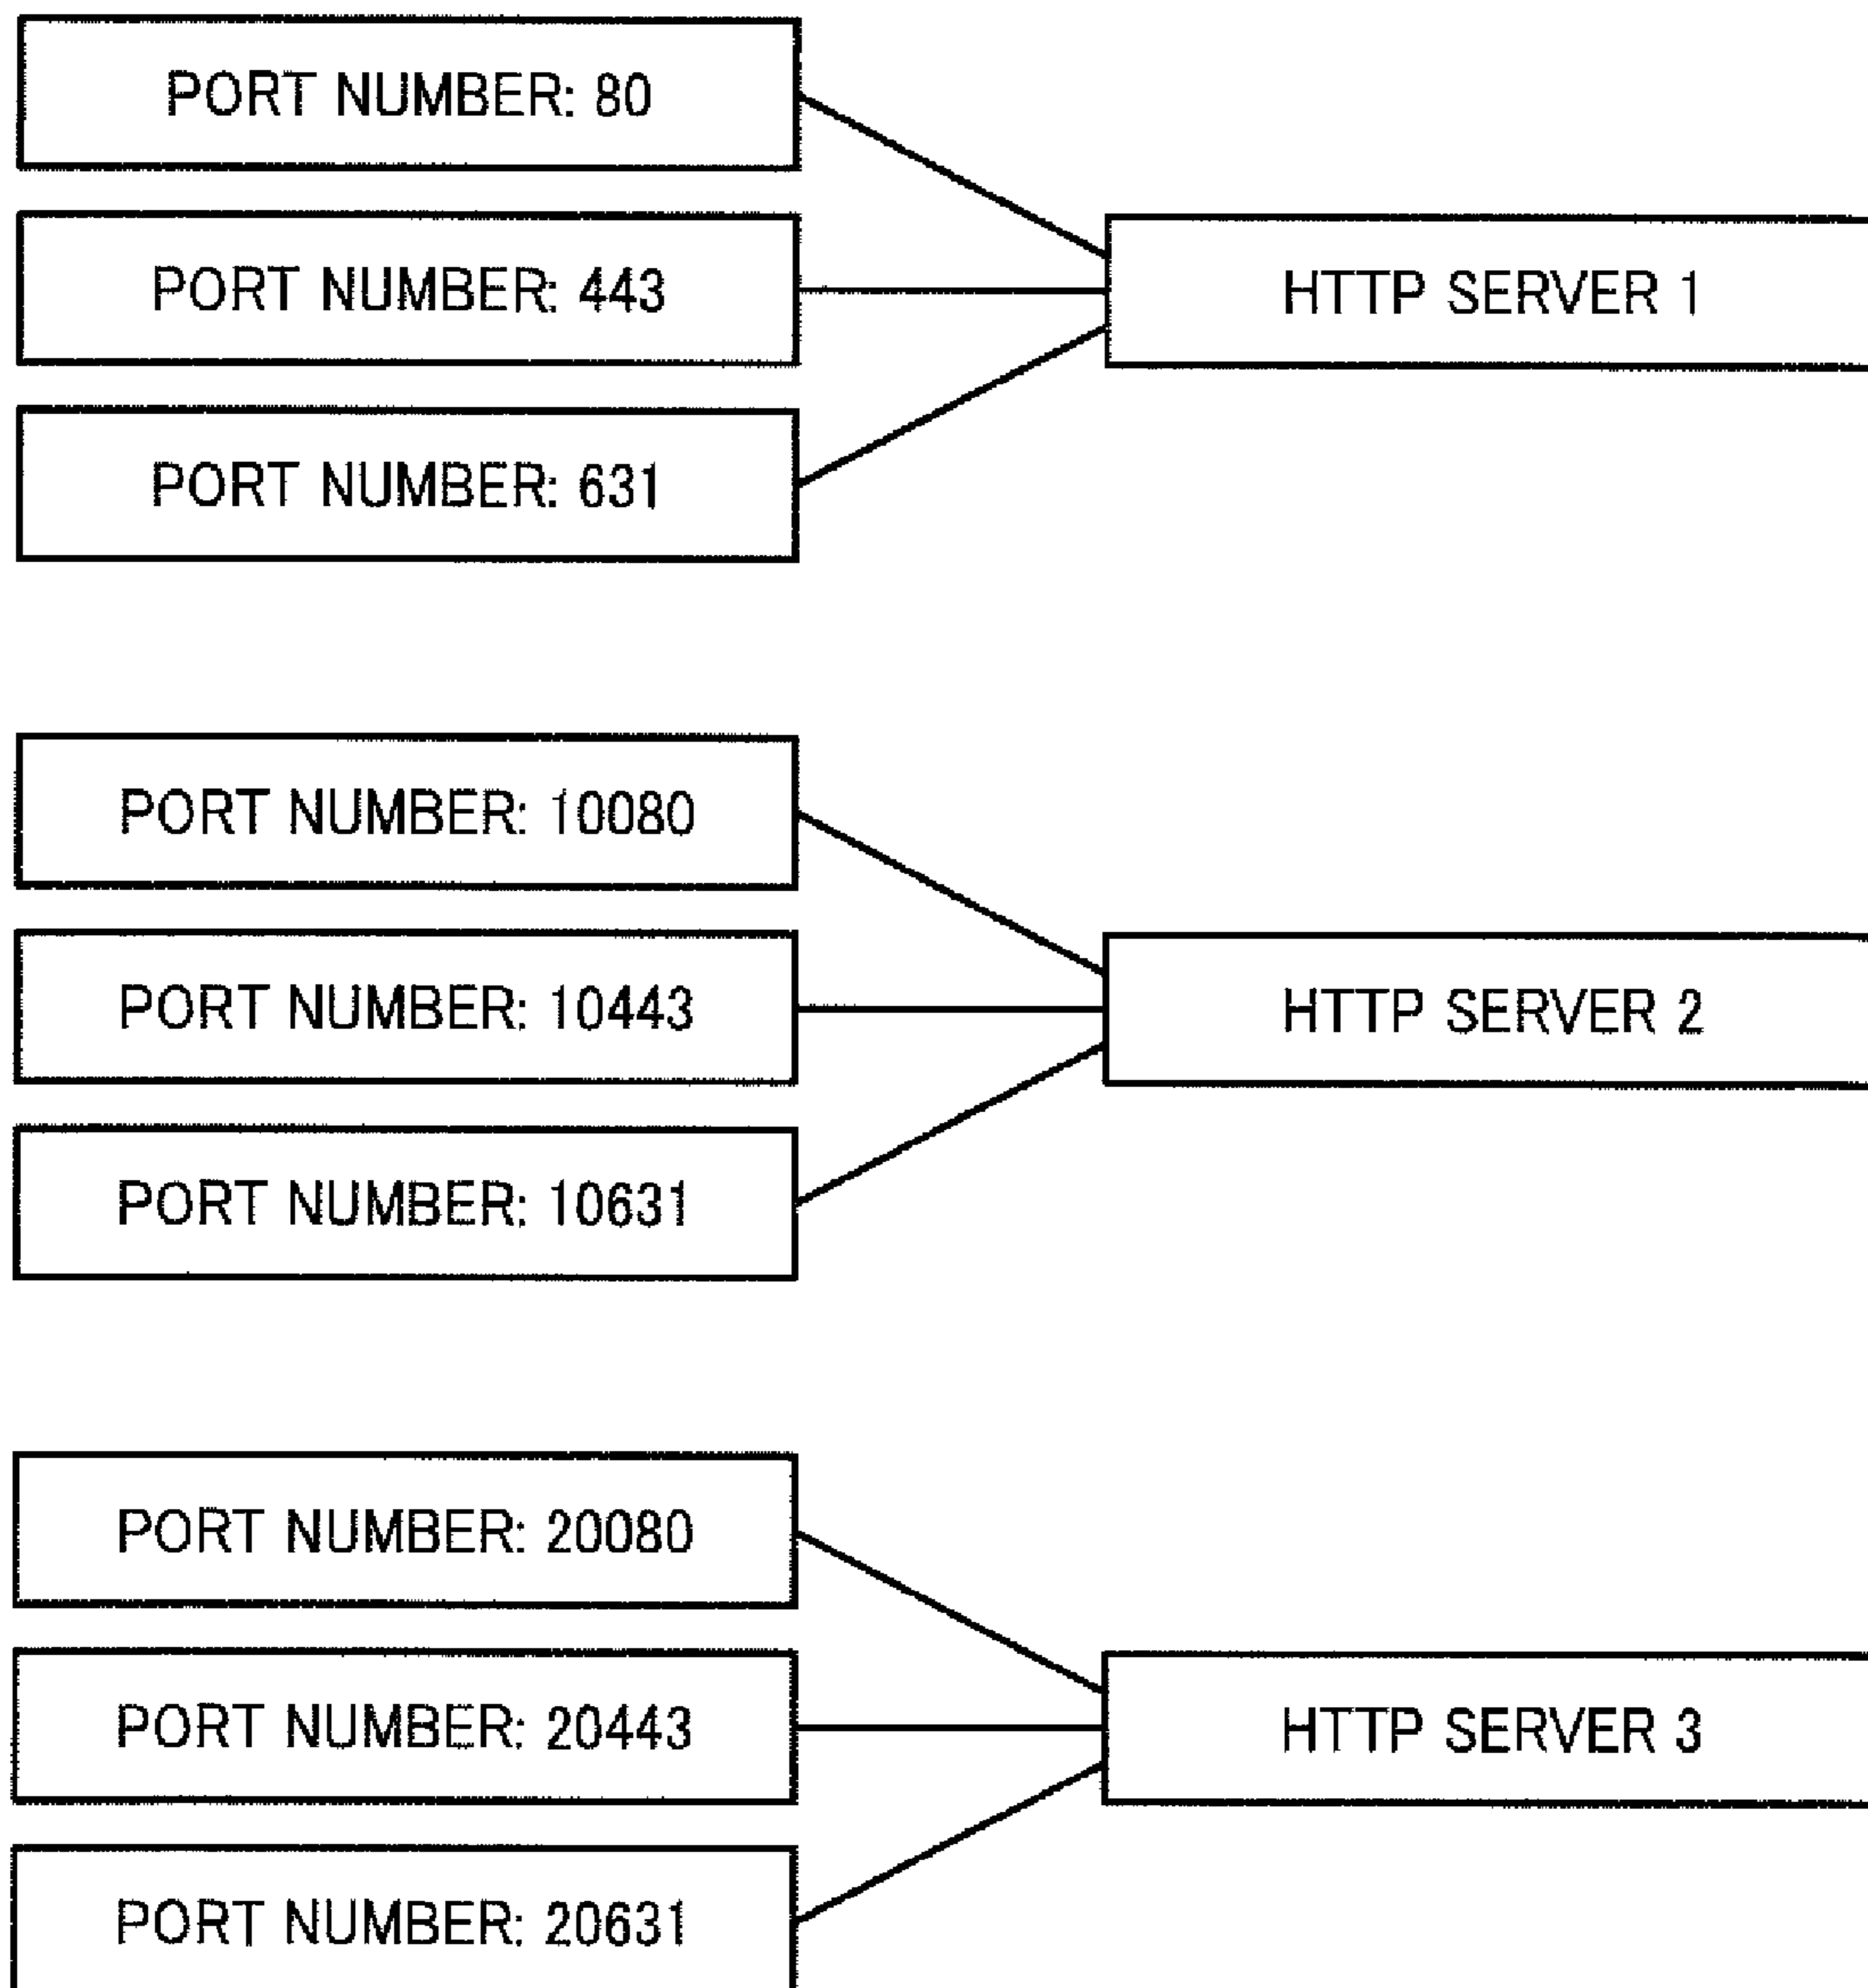 PORT NUMBER: 80
PORT NUMBER: 443
HTTP SERVER 1
PORT NUMBER: 631
PORT NUMBER: 10080
PORT NUMBER: 10443
HTTP SERVER 2
PORT NUMBER: 10631
PORT NUMBER: 20080
PORT NUMBER: 20443
HTTP SERVER 3
PORT NUMBER: 20631